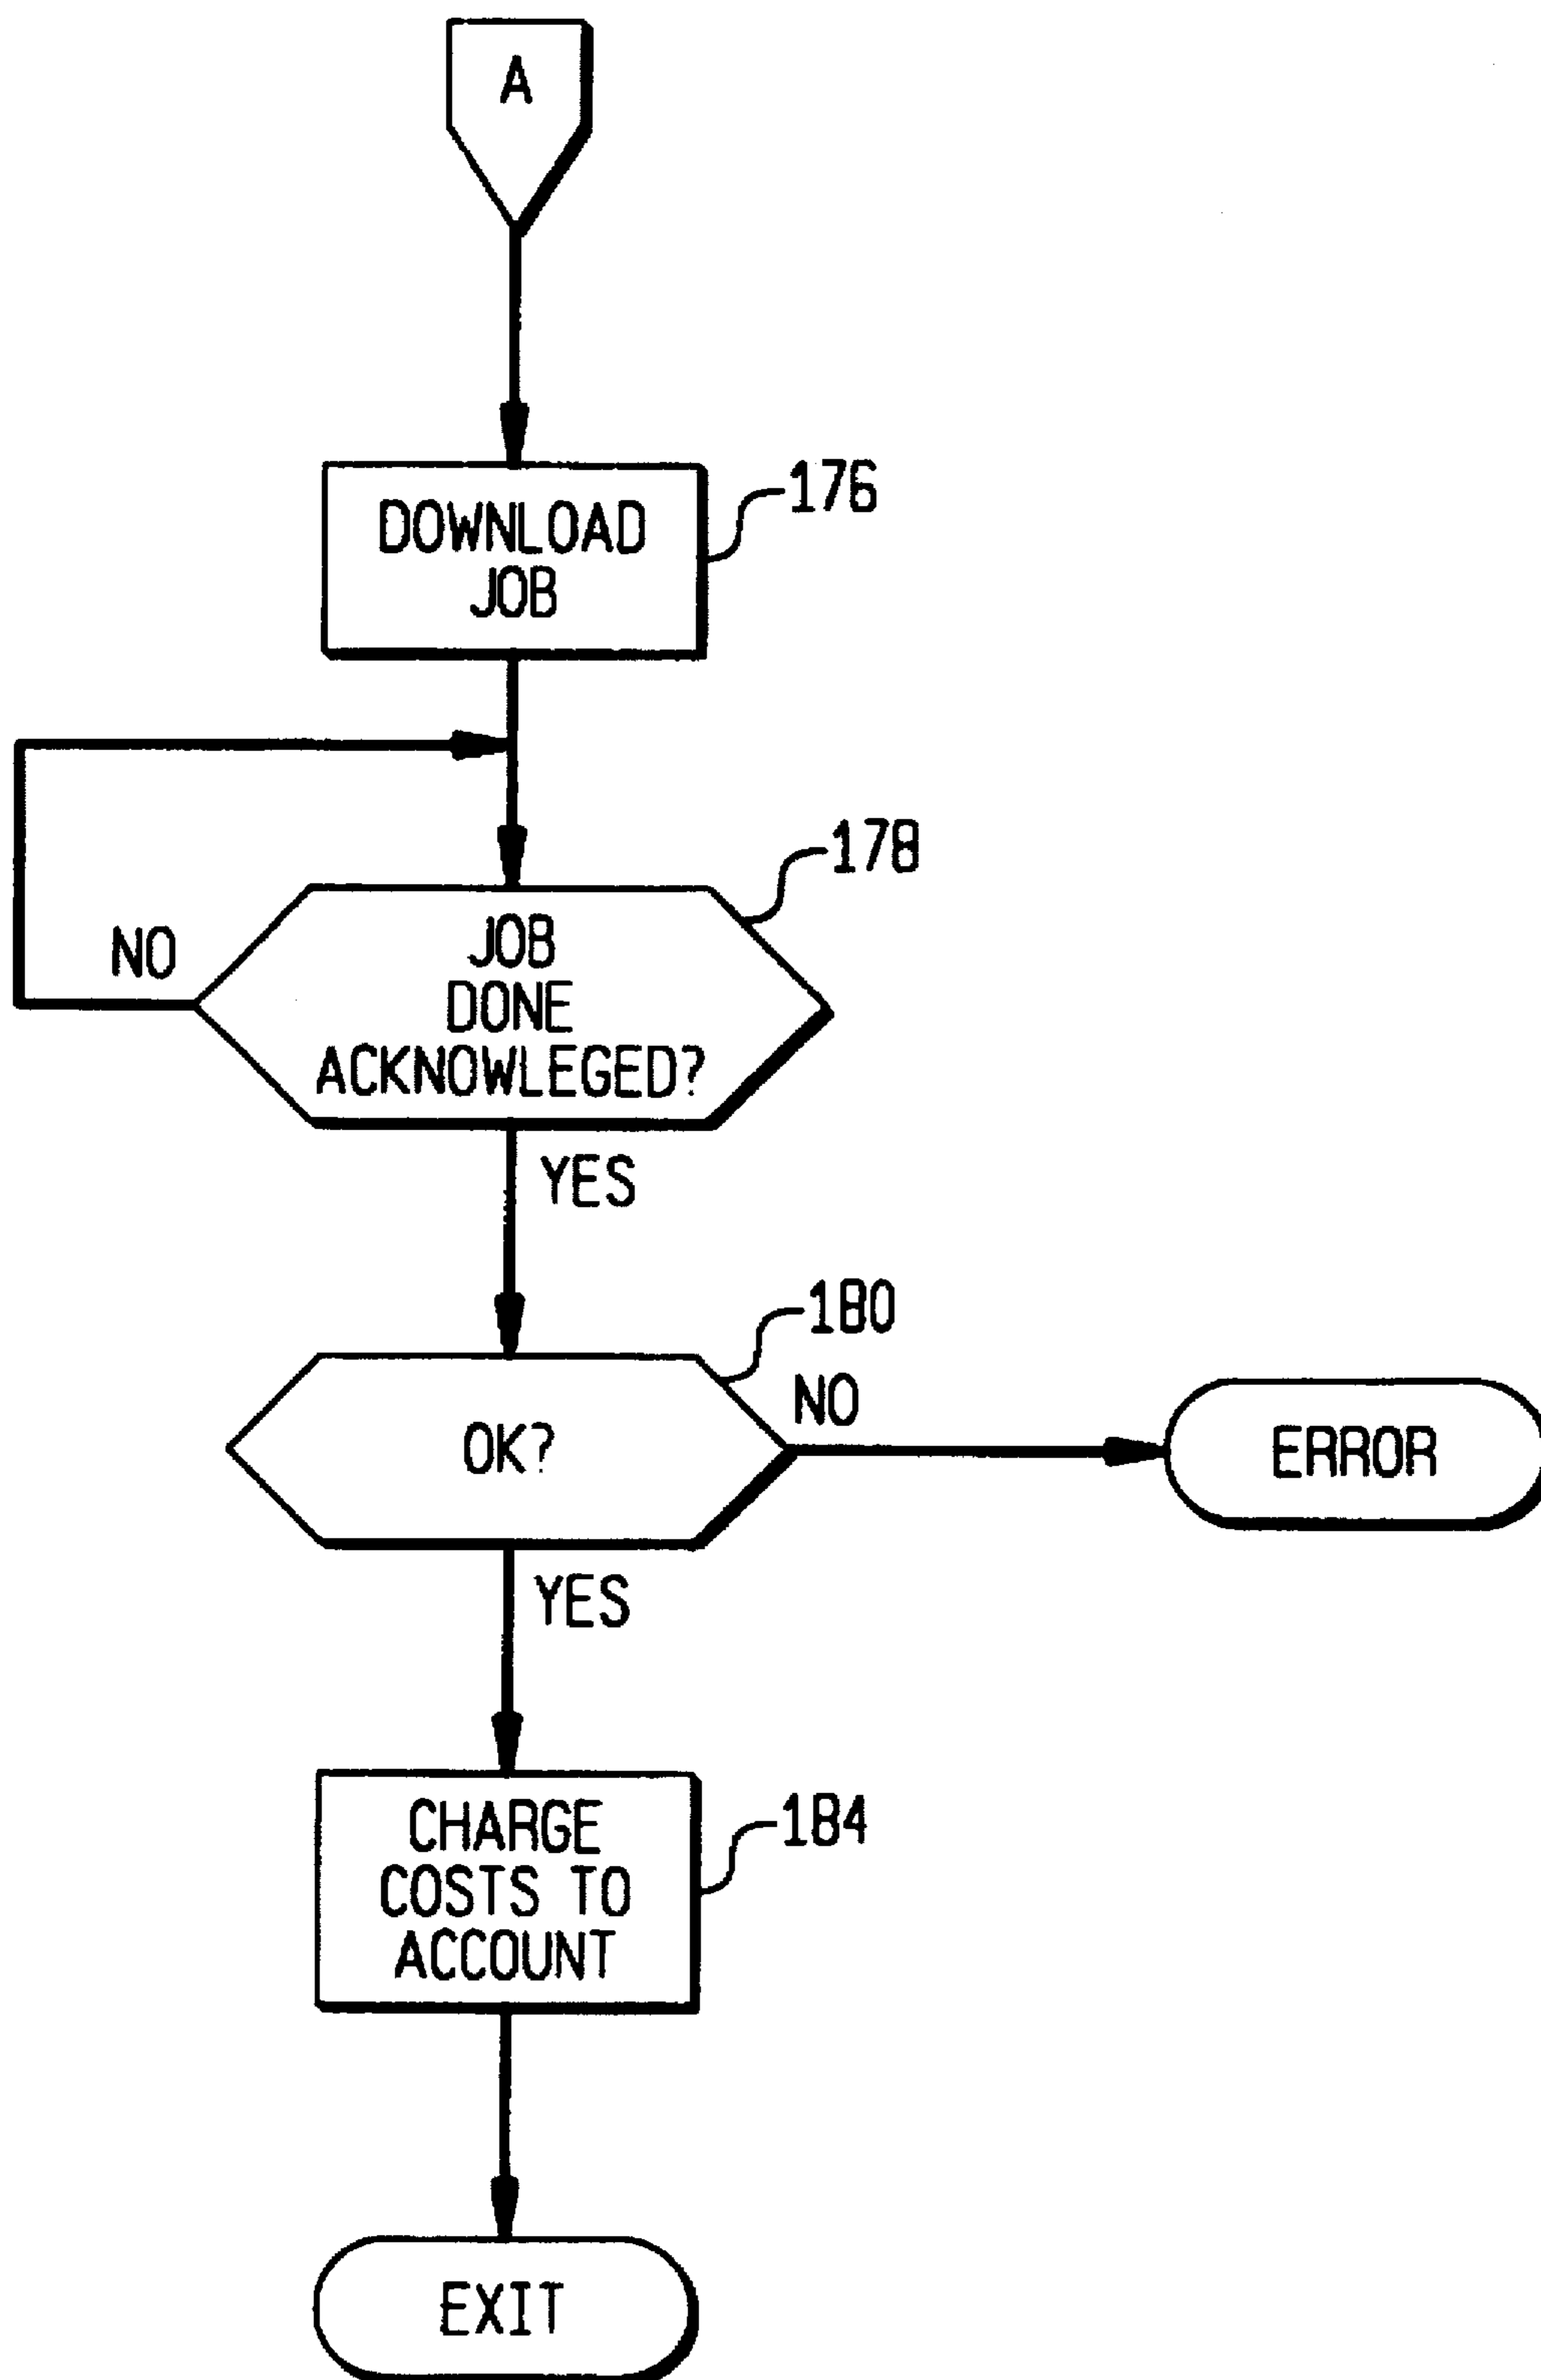 A
DOWNLOAD
JOB
176
JOB
DONE
ACKNOWLEGED?
178
NO
YES
OK?
180
NO
ERROR
YES
CHARGE
COSTS TO
ACCOUNT
184
EXIT